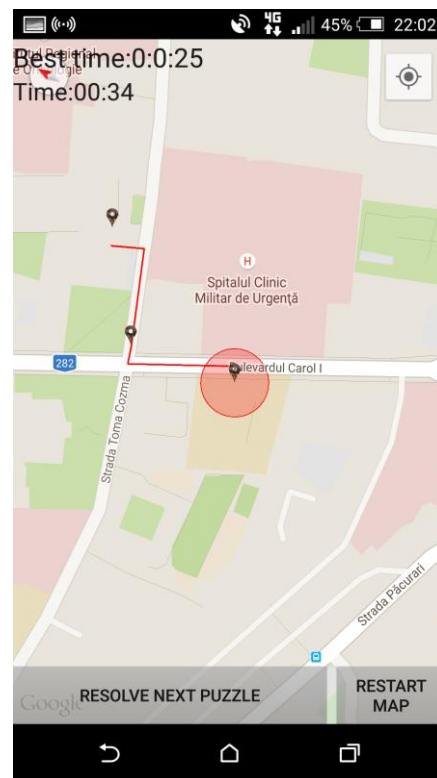 45% 22:02
4G
Best time:0:0:25
Time:00:34
H
Spitalul Clinic
Militar de Urgență
282
Bulevardul Carol I
Strada Toma Cozma
Strada Păcurari
Google
RESOLVE NEXT PUZZLE
RESTART
MAP